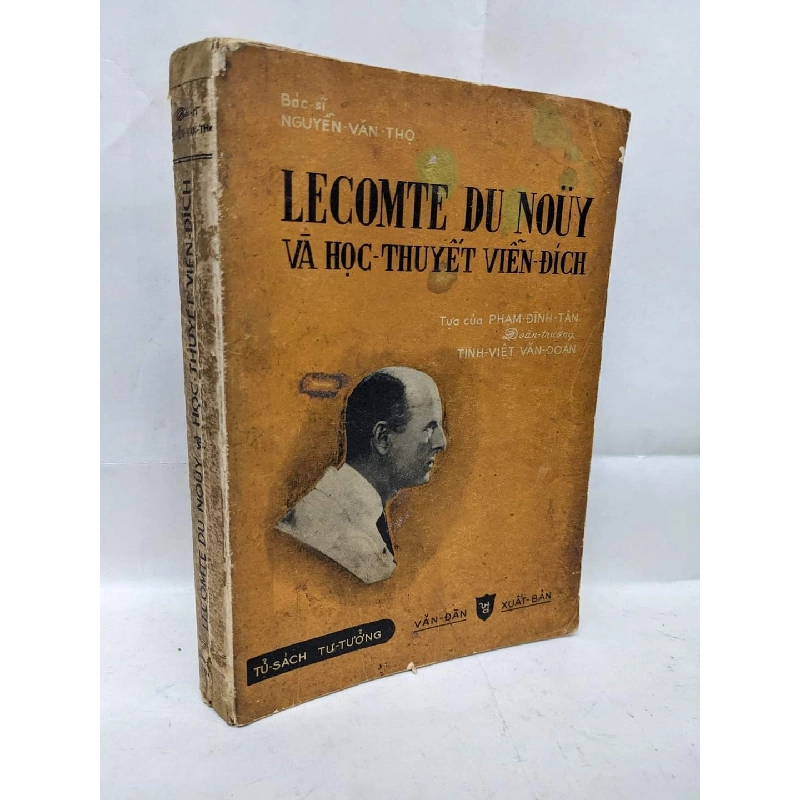 Bác-sĩ
NGUYỄN-VĂN-THỌ
LECOMTE DU NOÜY
VÀ HỌC-THUYẾT VIỄN-ĐÍCH
Tựa của PHẠM-ĐÌNH-TÂN
Đoàn-trưởng
TINH-VIỆT VĂN-ĐOÀN
VĂN-ĐÀN XUẤT-BẢN
TỦ-SÁCH TƯ-TƯỞNG
LECOMTE DU NOÜY và HỌC-THUYẾT VIỄN-ĐÍCH